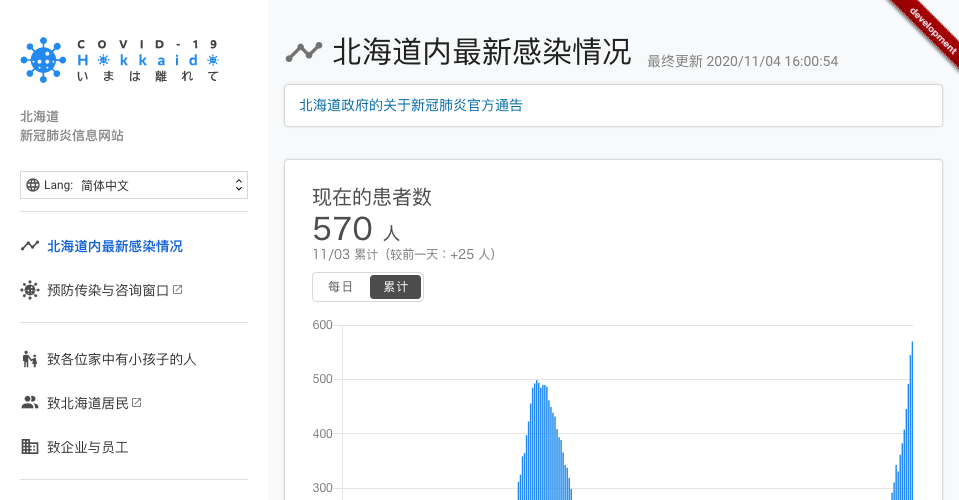 COVID-19
Hokkaido
いまは離れて
北海道
新冠肺炎信息网站
Lang: 简体中文
北海道内最新感染情况
预防传染与咨询窗口
致各位家中有小孩子的人
致北海道居民
致企业与员工
development
北海道内最新感染情况 最终更新 2020/11/04 16:00:54
北海道政府的关于新冠肺炎官方通告
现在的患者数
570 人
11/03 累计（较前一天：+25 人）
每日 累计
600
500
400
300